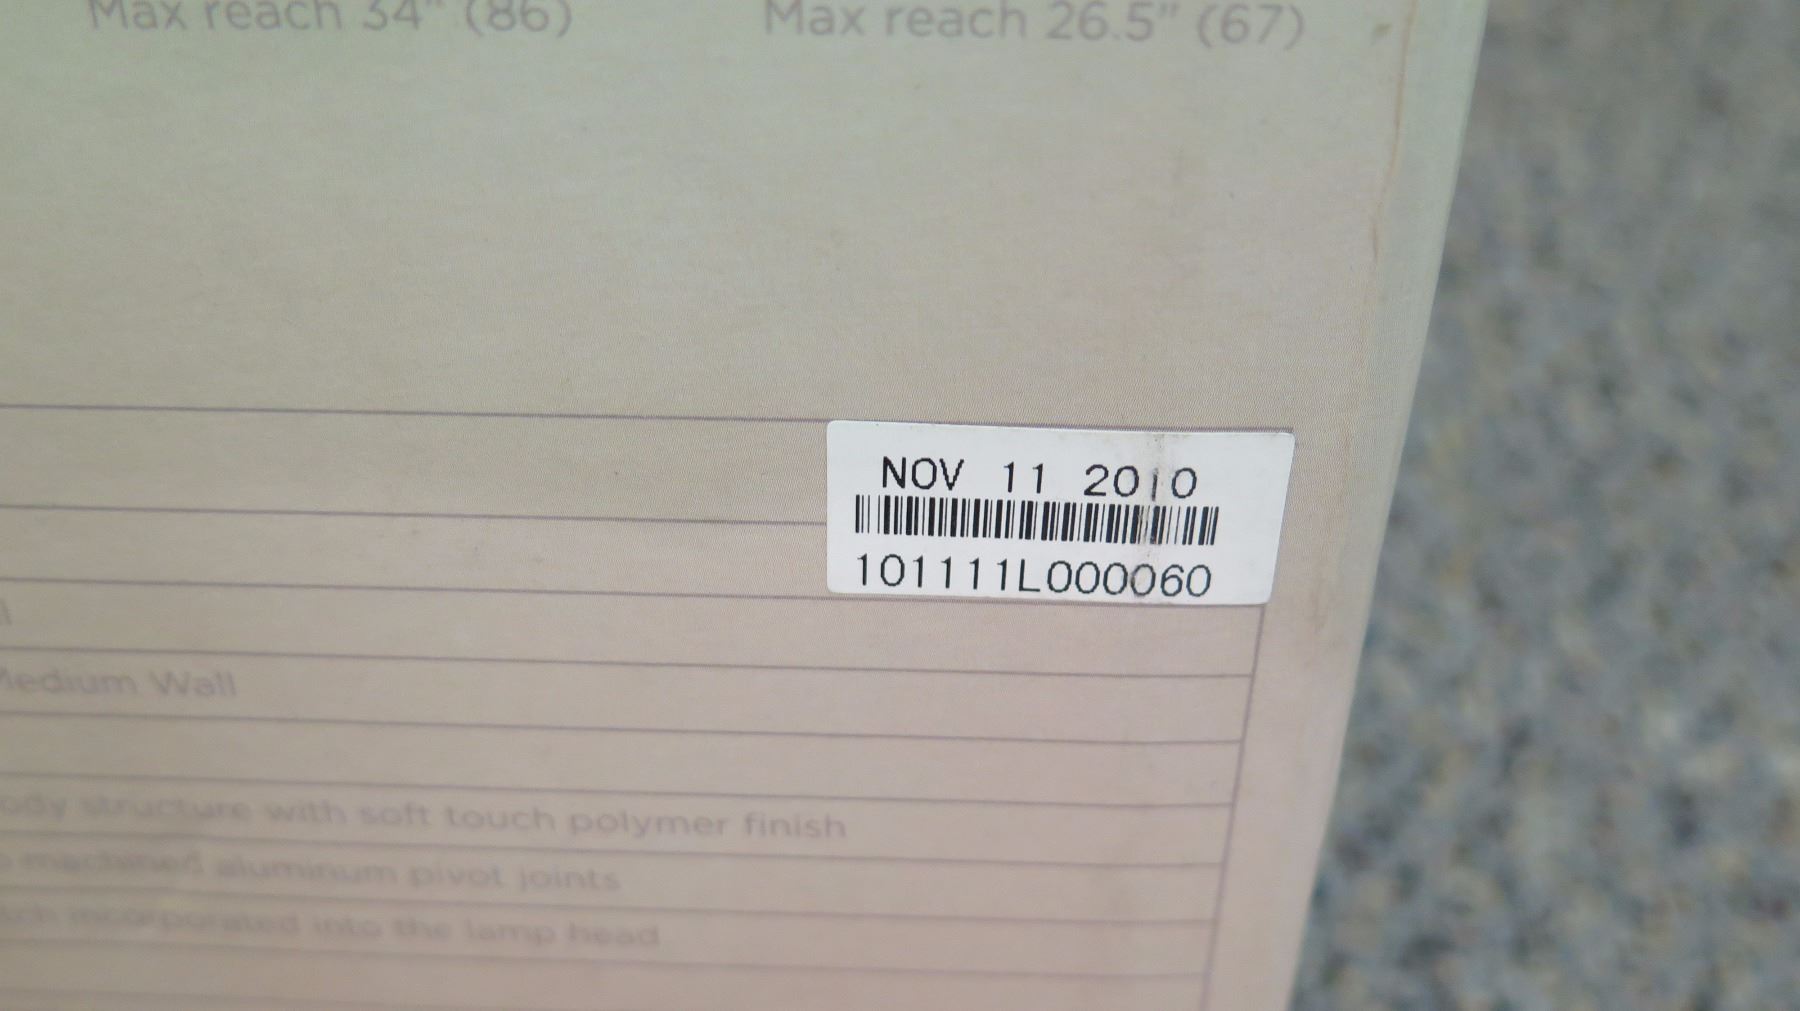 Max reach 34" (86)
Max reach 26.5" (67)
NOV 11 2010
101111L000060
Medium Wall
structure with soft touch polymer finish
machined aluminum pivot joints
incorporated into the lamp head